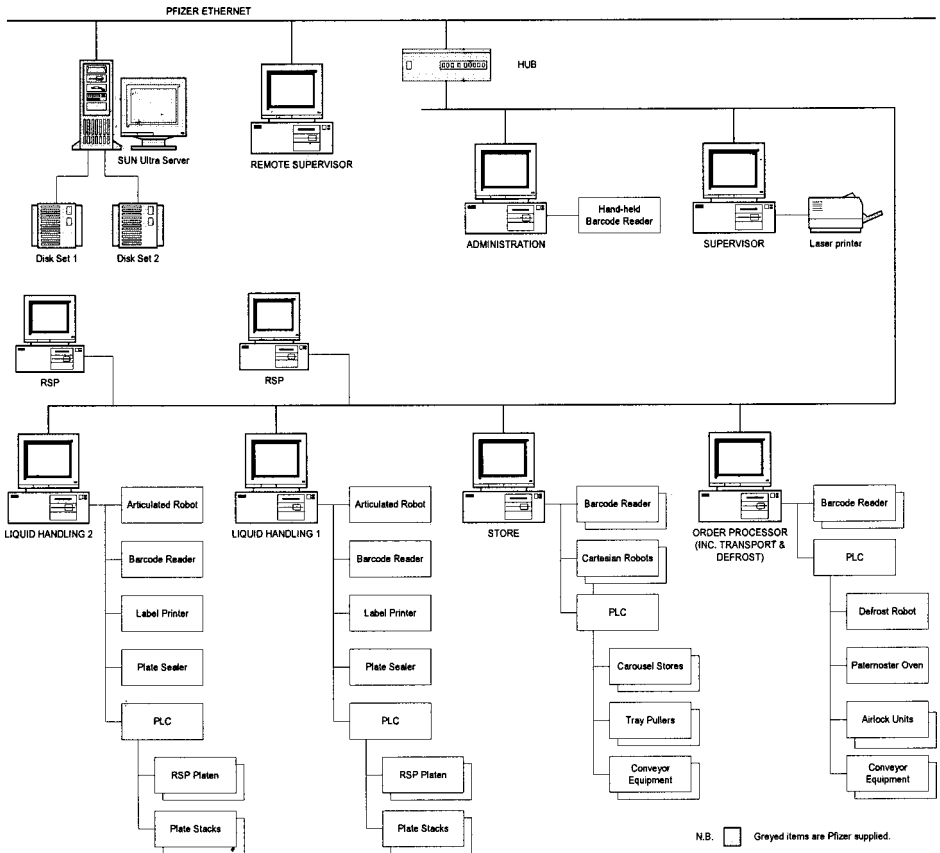 PFIZER ETHERNET
HUB
SUN Ultra Server
REMOTE SUPERVISOR
Disk Set 1
Disk Set 2
ADMINISTRATION
Hand-held
Barcode Reader
SUPERVISOR
Laser printer
RSP
RSP
LIQUID HANDLING 2
Articulated Robot
Barcode Reader
Label Printer
Plate Sealer
PLC
RSP Platen
Plate Stacks
LIQUID HANDLING 1
Articulated Robot
Barcode Reader
Label Printer
Plate Sealer
PLC
RSP Platen
Plate Stacks
STORE
Barcode Reader
Cartesian Robots
PLC
Carousel Stores
Tray Pullers
Conveyor
Equipment
ORDER PROCESSOR
(INC. TRANSPORT &
DEFROST)
Barcode Reader
PLC
Defrost Robot
Paternoster Oven
Airlock Units
Conveyor
Equipment
N.B. Greyed items are Pfizer supplied.